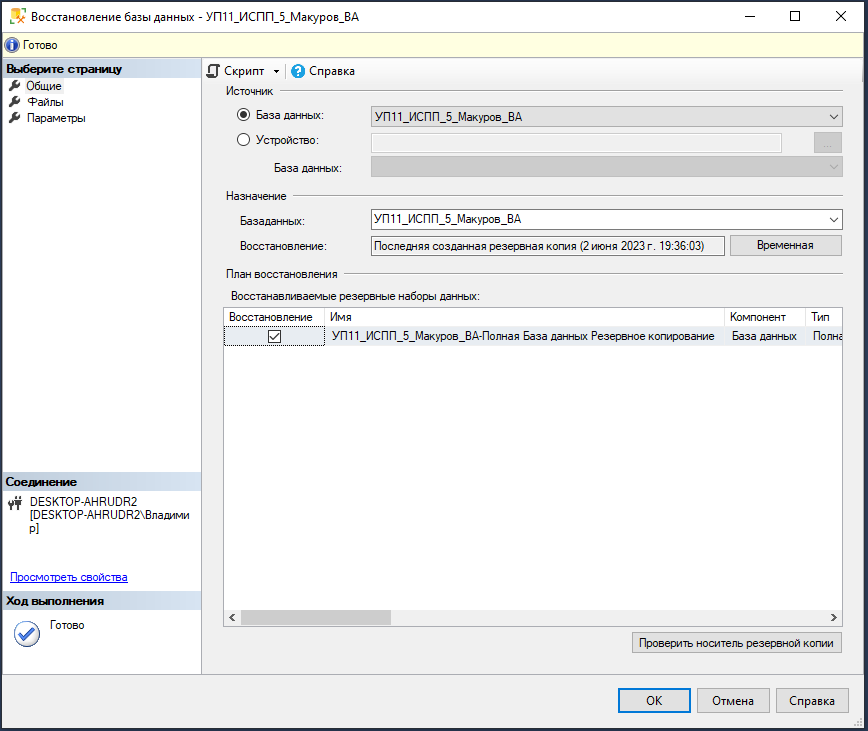 Восстановление базы данных - УП11_ИСПП_5_Макуров_ВА
Готово
Выберите страницу
Общие
Файлы
Параметры
Скрипт
Справка
Источник
База данных:
УП11_ИСПП_5_Макуров_ВА
Устройство:
...
База данных:
Назначение
Базаданных:
УП11_ИСПП_5_Макуров_ВА
Восстановление:
Последняя созданная резервная копия (2 июня 2023 г. 19:36:03)
Временная
План восстановления
Восстанавливаемые резервные наборы данных:
Восстановление Имя Компонент Тип
УП11_ИСПП_5_Макуров_ВА-Полная База данных Резервное копирование База данных Полна
Соединение
DESKTOP-AHRUDR2
[DESKTOP-AHRUDR2\Владими
р]
Просмотреть свойства
Ход выполнения
Готово
Проверить носитель резервной копии
ОК
Отмена
Справка